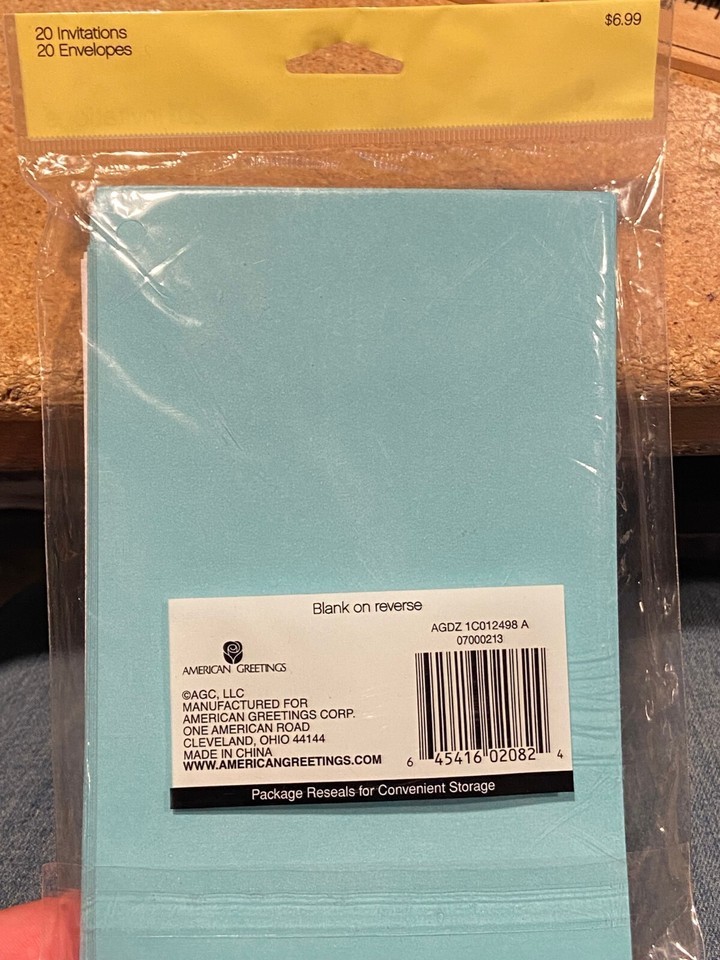 20 Invitations
20 Envelopes
$6.99
Blank on reverse
AGDZ 1C012498 A
07000213
AMERICAN GREETINGS
©AGC, LLC
MANUFACTURED FOR
AMERICAN GREETINGS CORP.
ONE AMERICAN ROAD
CLEVELAND, OHIO 44144
MADE IN CHINA
WWW.AMERICANGREETINGS.COM
6 45416 02082 4
Package Reseals for Convenient Storage